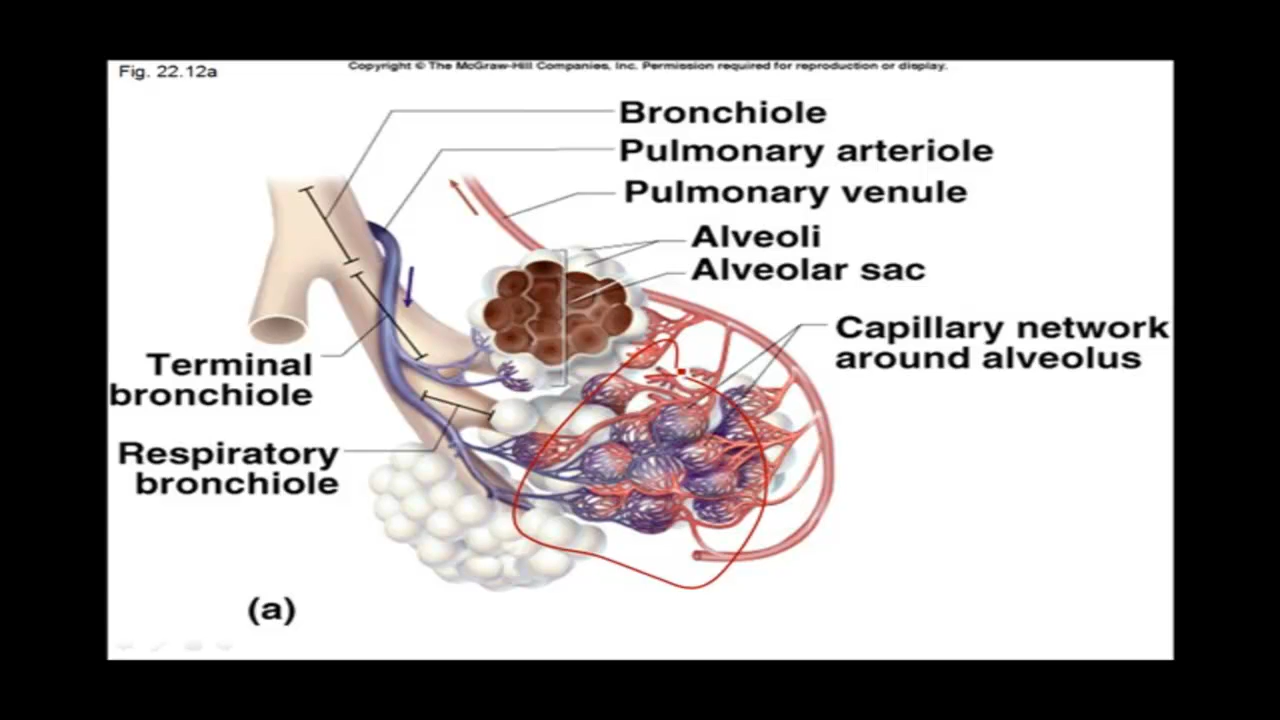 Fig. 22.12a
Copyright © The McGraw-Hill Companies, Inc. Permission required for reproduction or display.
Bronchiole
Pulmonary arteriole
Pulmonary venule
Alveoli
Alveolar sac
Capillary network
around alveolus
Terminal
bronchiole
Respiratory
bronchiole
(a)